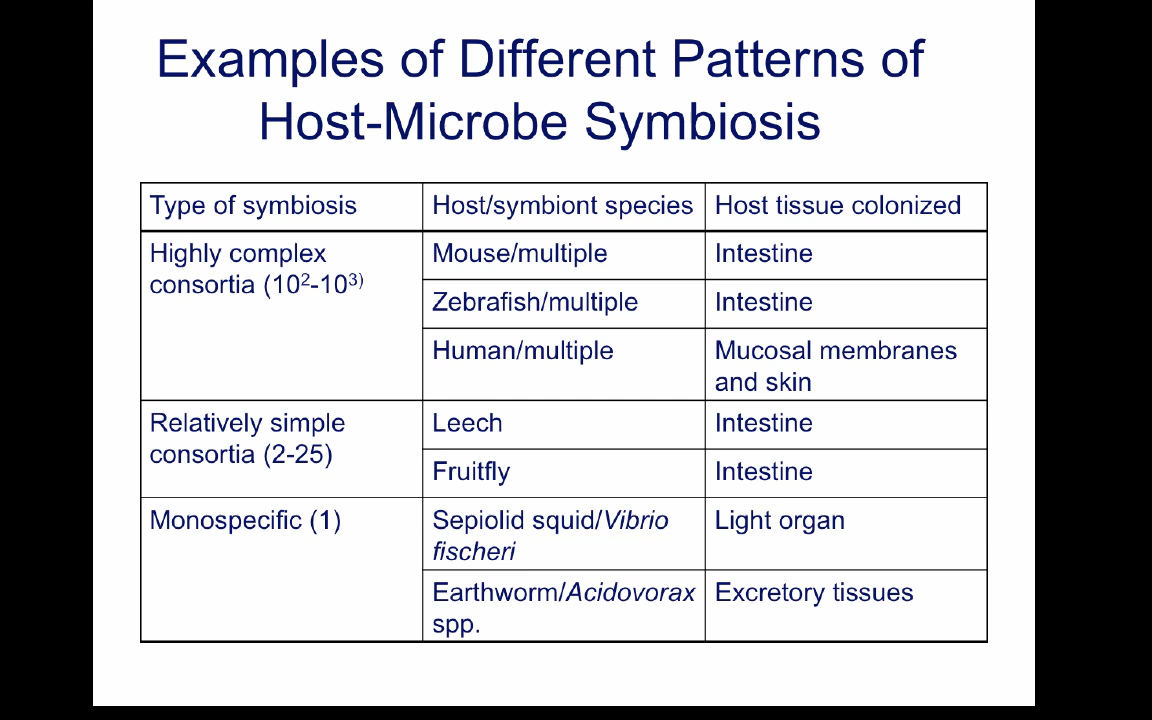 Examples of Different Patterns of
Host-Microbe Symbiosis
Type of symbiosis
Host/symbiont species
Host tissue colonized
Highly complex
consortia (10²-10³⁾
Mouse/multiple
Intestine
Zebrafish/multiple
Intestine
Human/multiple
Mucosal membranes
and skin
Relatively simple
consortia (2-25)
Leech
Intestine
Fruitfly
Intestine
Monospecific (1)
Sepiolid squid/Vibrio
fischeri
Light organ
Earthworm/Acidovorax
spp.
Excretory tissues